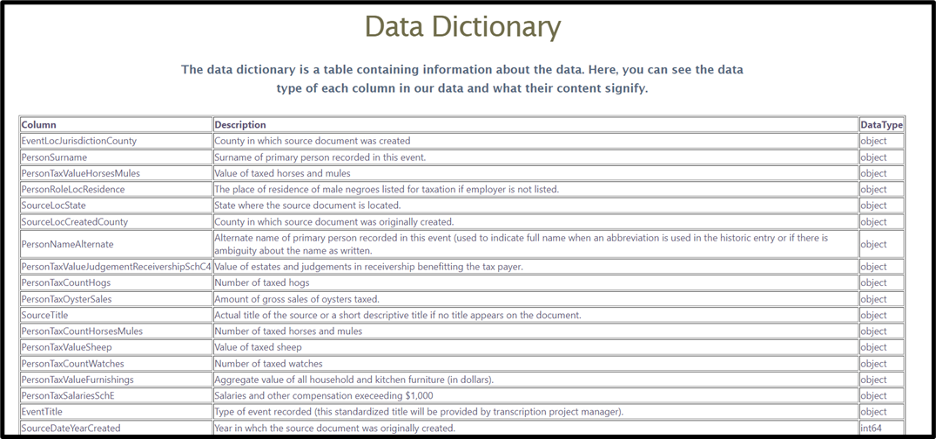 Data Dictionary
The data dictionary is a table containing information about the data. Here, you can see the data
type of each column in our data and what their content signify.
Column Description DataType
EventLocJurisdictionCounty County in which source document was created object
PersonSurname Surname of primary person recorded in this event. object
PersonTaxValueHorsesMules Value of taxed horses and mules object
PersonRoleLocResidence The place of residence of male negroes listed for taxation if employer is not listed. object
SourceLocState State where the source document is located. object
SourceLocCreatedCounty County in which source document was originally created. object
PersonNameAlternate Alternate name of primary person recorded in this event (used to indicate full name when an abbreviation is used in the historic entry or if there is
ambiguity about the name as written. object
PersonTaxValueJudgementReceivershipSchC4 Value of estates and judgements in receivership benefitting the tax payer. object
PersonTaxCountHogs Number of taxed hogs object
PersonTaxOysterSales Amount of gross sales of oysters taxed. object
SourceTitle Actual title of the source or a short descriptive title if no title appears on the document. object
PersonTaxCountHorsesMules Number of taxed horses and mules object
PersonTaxValueSheep Value of taxed sheep object
PersonTaxCountWatches Number of taxed watches object
PersonTaxValueFurnishings Aggregate value of all household and kitchen furniture (in dollars). object
PersonTaxSalariesSchE Salaries and other compensation execeeding $1,000 object
EventTitle Type of event recorded (this standardized title will be provided by transcription project manager). object
SourceDateYearCreated Year in whch the source document was originally created. int64